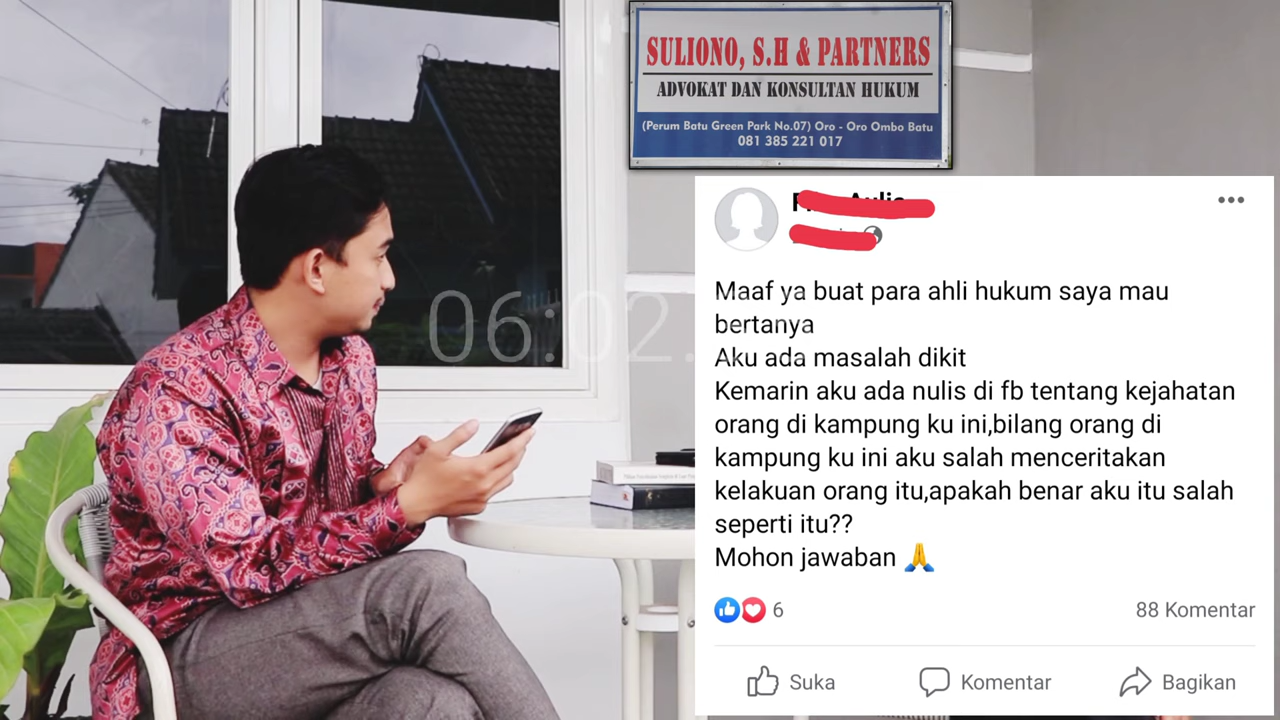 SULIONO, S.H & PARTNERS
ADVOKAT DAN KONSULTAN HUKUM
(Perum Batu Green Park No.07) Oro - Oro Ombo Batu
081 385 221 017
06:02.
Maaf ya buat para ahli hukum saya mau
bertanya
Aku ada masalah dikit
Kemarin aku ada nulis di fb tentang kejahatan
orang di kampung ku ini,bilang orang di
kampung ku ini aku salah menceritakan
kelakuan orang itu,apakah benar aku itu salah
seperti itu??
Mohon jawaban 🙏
6
88 Komentar
Suka
Komentar
Bagikan